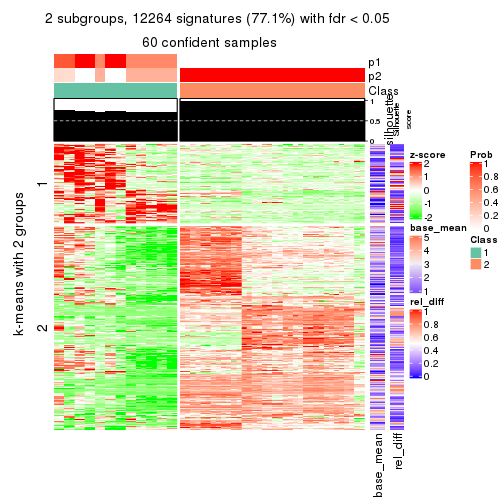 2 subgroups, 12264 signatures (77.1%) with fdr < 0.05
60 confident samples
p1
p2
Class
1
0.5
0
silhouette
Silhouette
score
k-means with 2 groups
1
2
base_mean
rel_diff
z-score
2
1
0
-1
-2
base_mean
5
4
3
2
1
rel_diff
1
0.8
0.6
0.4
0.2
0
Prob
1
0.8
0.6
0.4
0.2
0
Class
1
2